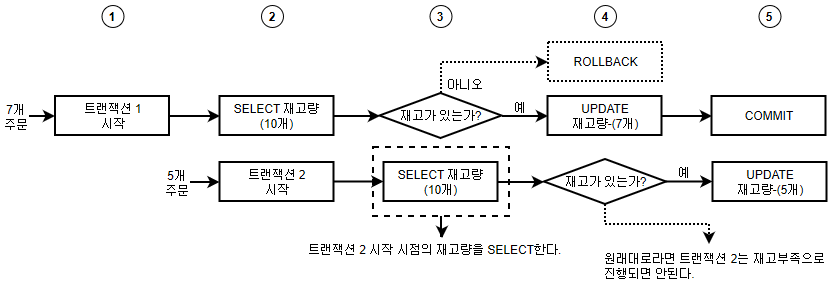 1
2
3
4
5
ROLLBACK
아니오
7개
주문
트랜잭션 1
시작
SELECT 재고량
(10개)
재고가 있는가?
예
UPDATE
재고량-(7개)
COMMIT
5개
주문
트랜잭션 2
시작
SELECT 재고량
(10개)
재고가 있는가?
예
UPDATE
재고량-(5개)
트랜잭션 2 시작 시점의 재고량을 SELECT한다.
원래대로라면 트랜잭션 2는 재고부족으로
진행되면 안된다.